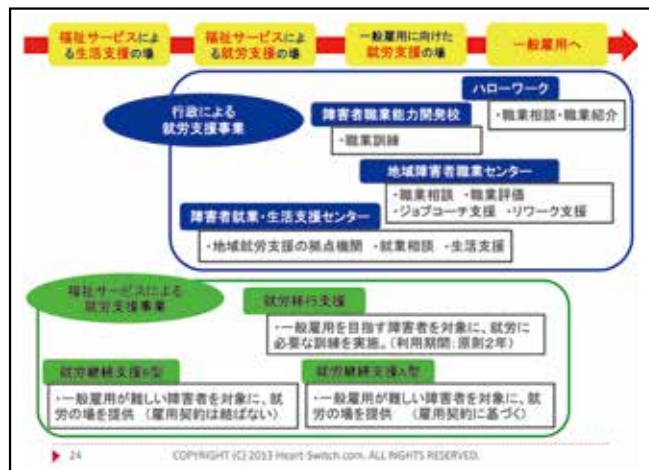 福祉サービスによ
る生活支援の場
福祉サービスによ
る就労支援の場
一般雇用に向けた
就労支援の場
一般雇用へ
行政による
就労支援事業
ハローワーク
・職業相談・職業紹介
障害者職業能力開発校
・職業訓練
地域障害者職業センター
・職業相談 ・職業評価
・ジョブコーチ支援 ・リワーク支援
障害者就業・生活支援センター
・地域就労支援の拠点機関 ・就業相談 ・生活支援
福祉サービスによる
就労支援事業
就労移行支援
・一般雇用を目指す障害者を対象に、就労に
必要な訓練を実施。(利用期間:原則2年)
就労継続支援B型
・一般雇用が難しい障害者を対象に、就
労の場を提供 (雇用契約は結ばない)
就労継続支援A型
・一般雇用が難しい障害者を対象に、就
労の場を提供 (雇用契約に基づく)
24
COPYRIGHT (C) 2013 Heart-Switch.com. ALL RIGHTS RESERVED.